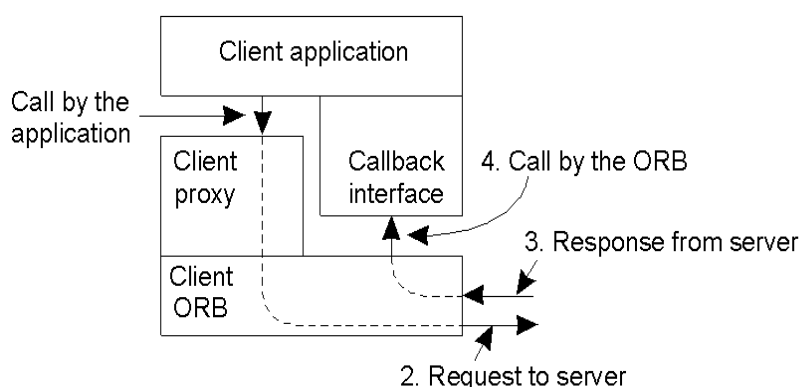 Client application
Call by the
application
Client
proxy
Callback
interface
4. Call by the ORB
3. Response from server
Client
ORB
2. Request to server